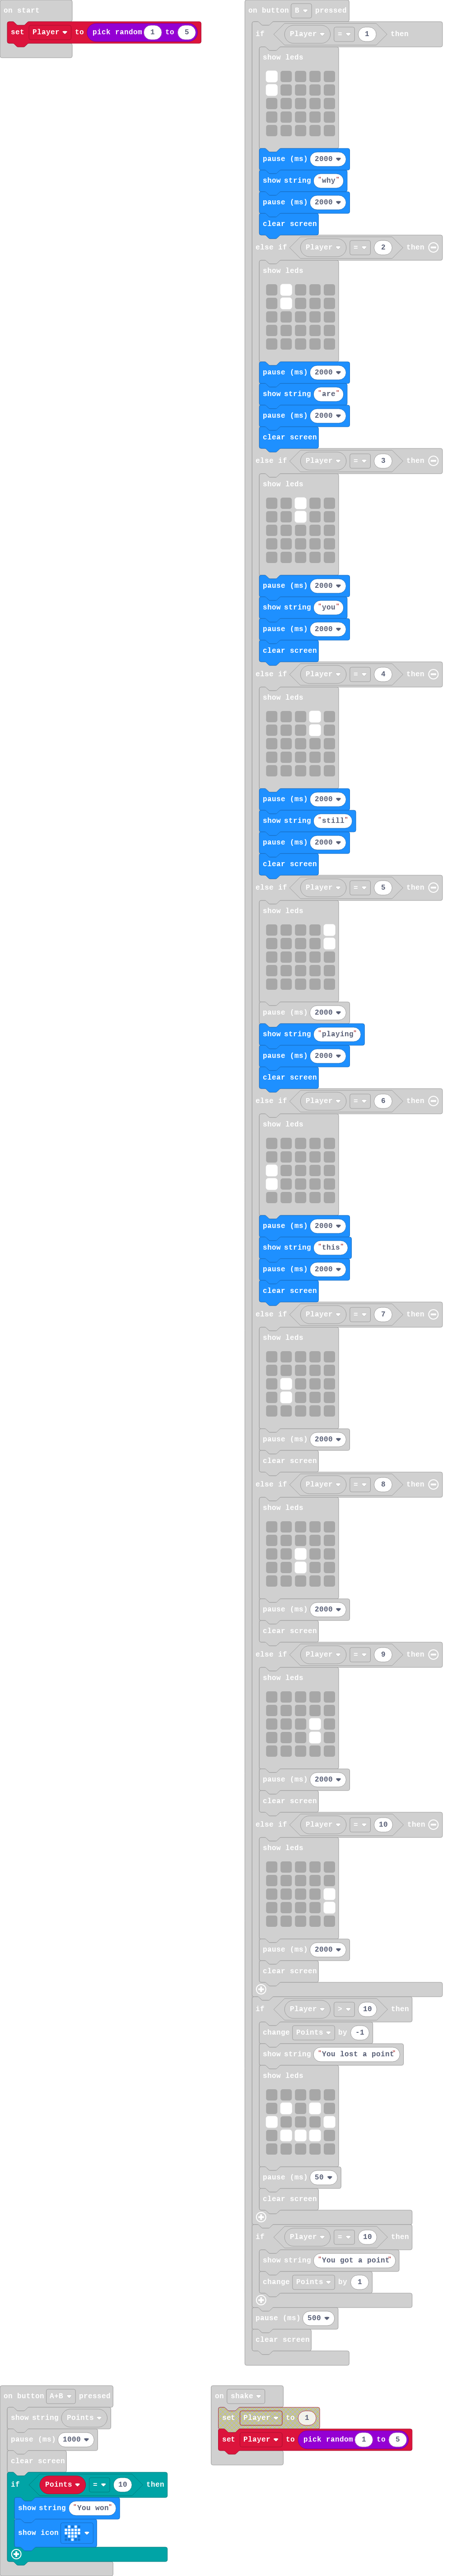 on start
set Player to pick random 1 to 5
on button B pressed
if Player = 1 then
show leds
pause (ms) 2000
show string "why"
pause (ms) 2000
clear screen
else if Player = 2 then
show leds
pause (ms) 2000
show string "are"
pause (ms) 2000
clear screen
else if Player = 3 then
show leds
pause (ms) 2000
show string "you"
pause (ms) 2000
clear screen
else if Player = 4 then
show leds
pause (ms) 2000
show string "still"
pause (ms) 2000
clear screen
else if Player = 5 then
show leds
pause (ms) 2000
show string "playing"
pause (ms) 2000
clear screen
else if Player = 6 then
show leds
pause (ms) 2000
show string "this"
pause (ms) 2000
clear screen
else if Player = 7 then
show leds
pause (ms) 2000
clear screen
else if Player = 8 then
show leds
pause (ms) 2000
clear screen
else if Player = 9 then
show leds
pause (ms) 2000
clear screen
else if Player = 10 then
show leds
pause (ms) 2000
clear screen
if Player > 10 then
change Points by -1
show string "You lost a point"
show leds
pause (ms) 50
clear screen
if Player = 10 then
show string "You got a point"
change Points by 1
pause (ms) 500
clear screen
on button A+B pressed
show string Points
pause (ms) 1000
clear screen
if Points = 10 then
show string "You won"
show icon
on shake
set Player to 1
set Player to pick random 1 to 5